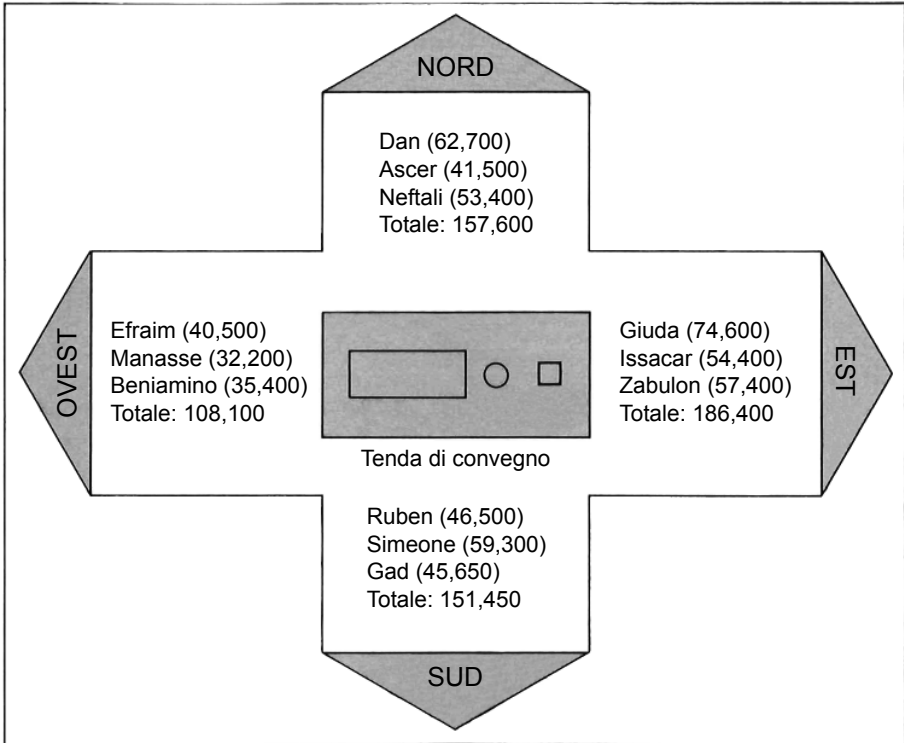 NORD
Dan (62,700)
Ascer (41,500)
Neftali (53,400)
Totale: 157,600
OVEST
Efraim (40,500)
Manasse (32,200)
Beniamino (35,400)
Totale: 108,100
Giuda (74,600)
Issacar (54,400)
Zabulon (57,400)
Totale: 186,400
EST
Tenda di convegno
Ruben (46,500)
Simeone (59,300)
Gad (45,650)
Totale: 151,450
SUD